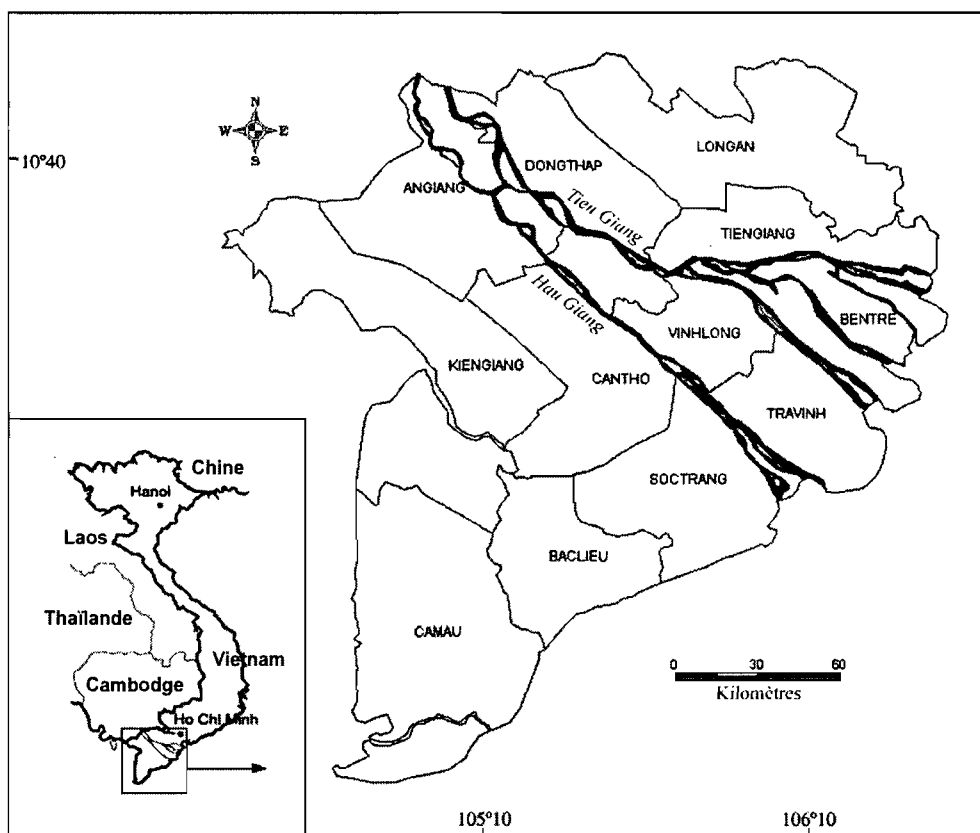 N
W E
S
10°40
LONGAN
DONGTHAP
ANGIANG
Tien Giang
TIENGIANG
Hau Giang
BENTRE
VINHLONG
KIENGIANG
CANTHO
TRAVINH
SOCTRANG
BACLIEU
CAMAU
0 30 60
Kilomètres
Chine
Hanoi
Laos
Thaïlande
Vietnam
Cambodge
Ho Chi Minh
105°10 106°10